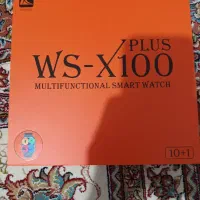 PLUS
WS-X100
MULTIFUNCTIONAL SMART WATCH
10+1